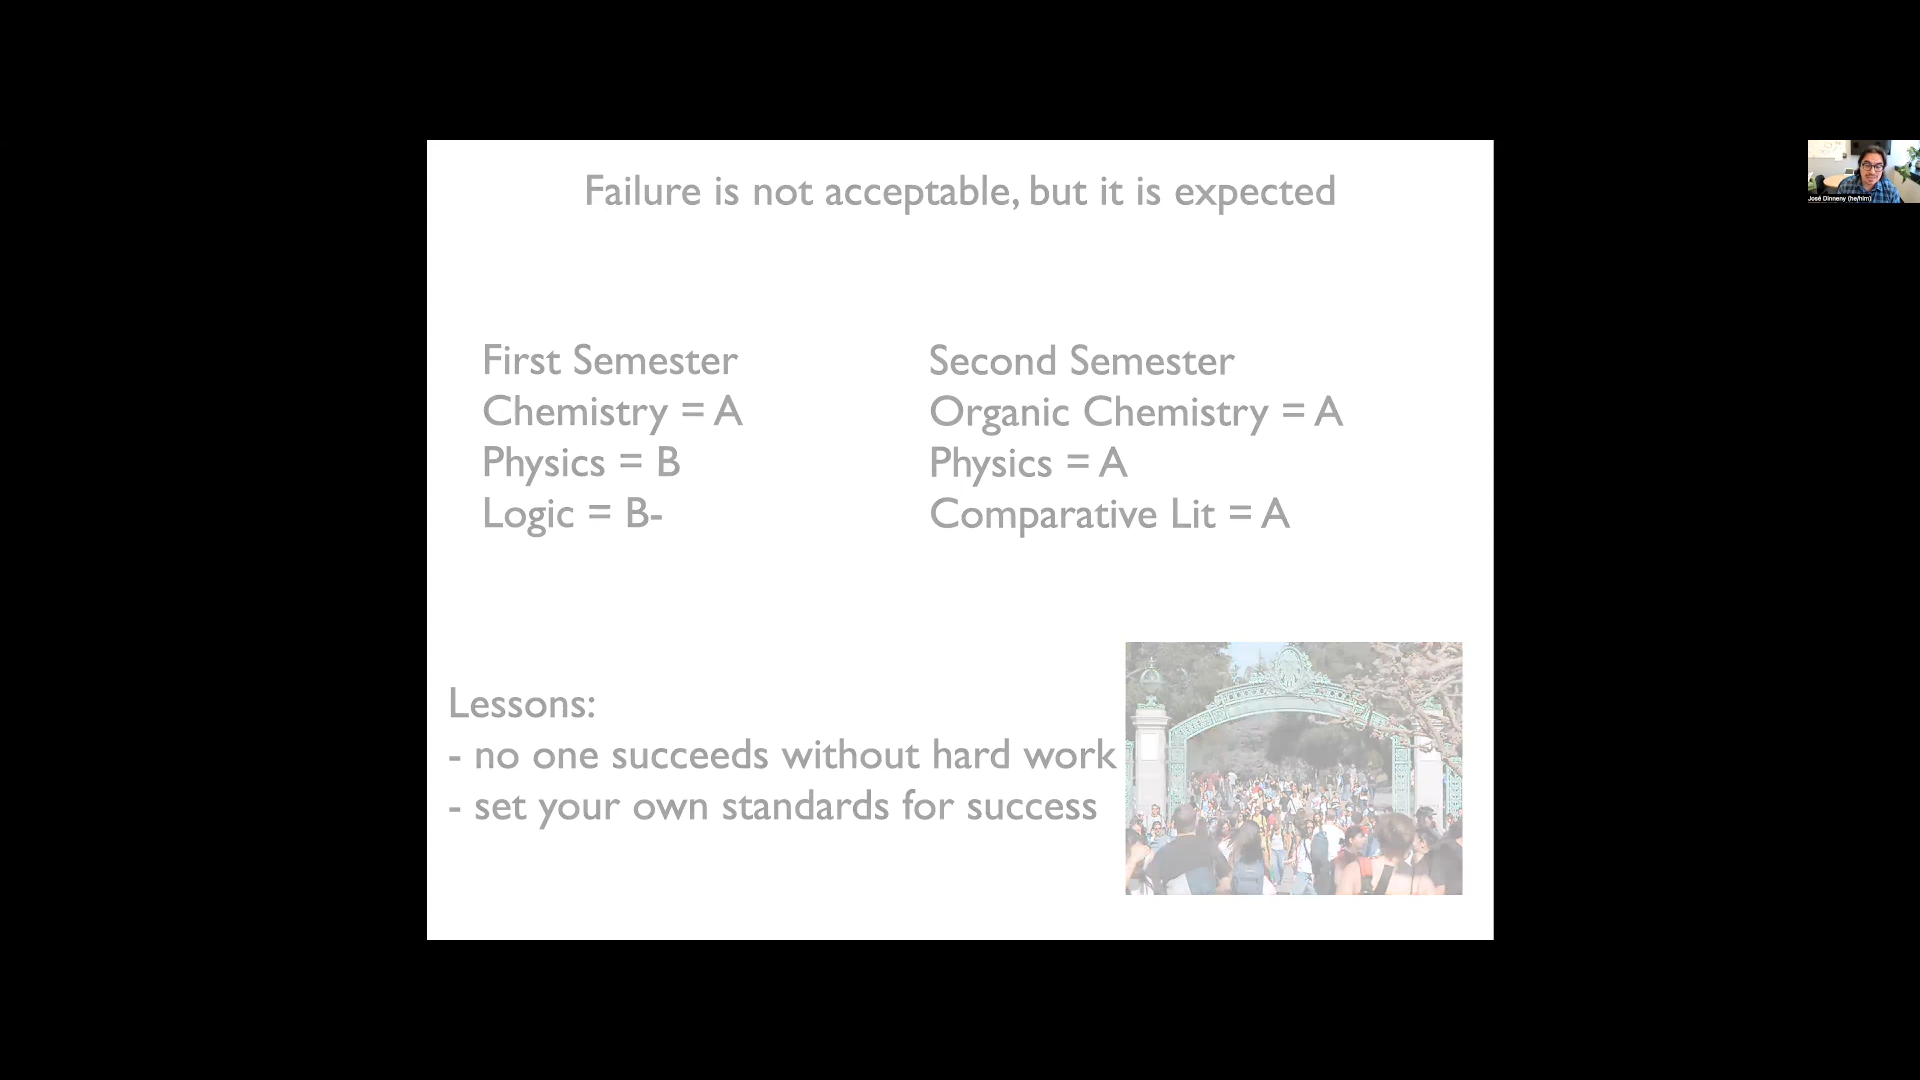 Failure is not acceptable, but it is expected
First Semester
Chemistry = A
Physics = B
Logic = B-
Second Semester
Organic Chemistry = A
Physics = A
Comparative Lit = A
Lessons:
- no one succeeds without hard work
- set your own standards for success
José Dinneny (he/him)